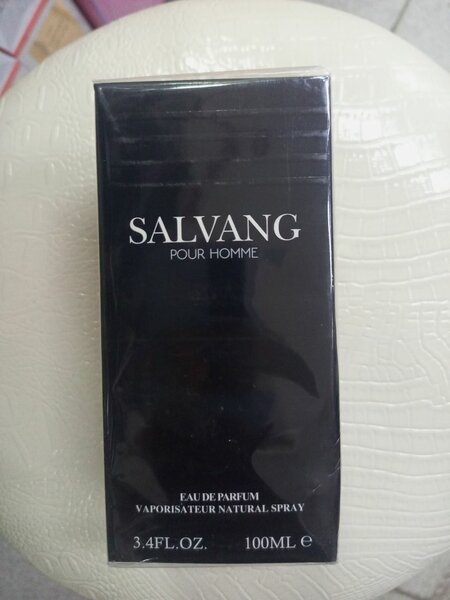 SALVANG
POUR HOMME
EAU DE PARFUM
VAPORISATEUR NATURAL SPRAY
3.4FL.OZ. 100ML ℮